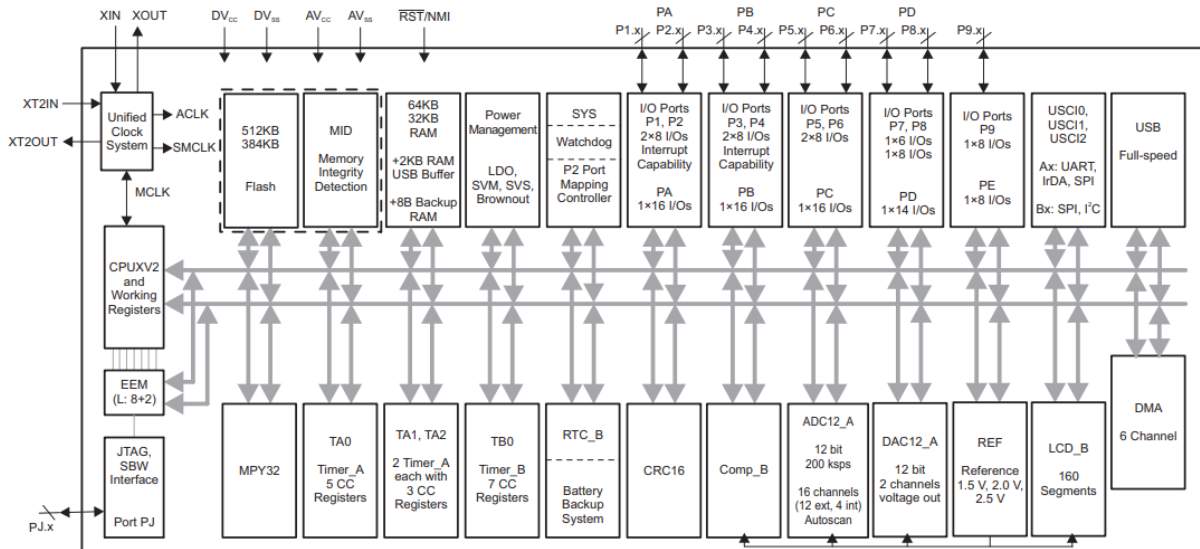 XIN
XOUT
DVcc
DVss
AVcc
AVss
RST/NMI
PA
PB
PC
PD
P1.x
P2.x
P3.x
P4.x
P5.x
P6.x
P7.x
P8.x
P9.x
XT2IN
XT2OUT
Unified
Clock
System
ACLK
SMCLK
MCLK
512KB
384KB
Flash
MID
Memory
Integrity
Detection
64KB
32KB
RAM
+2KB RAM
USB Buffer
+8B Backup
RAM
Power
Management
LDO,
SVM, SVS,
Brownout
SYS
Watchdog
P2 Port
Mapping
Controller
I/O Ports
P1, P2
2×8 I/Os
Interrupt
Capability
PA
1×16 I/Os
I/O Ports
P3, P4
2×8 I/Os
Interrupt
Capability
PB
1×16 I/Os
I/O Ports
P5, P6
2×8 I/Os
PC
1×16 I/Os
I/O Ports
P7, P8
1×6 I/Os
1×8 I/Os
PD
1×14 I/Os
I/O Ports
P9
1×8 I/Os
PE
1×8 I/Os
USCI0,
USCI1,
USCI2
Ax: UART,
IrDA, SPI
Bx: SPI, I²C
USB
Full-speed
CPUXV2
and
Working
Registers
EEM
(L: 8+2)
JTAG,
SBW
Interface
Port PJ
PJ.x
MPY32
TA0
Timer_A
5 CC
Registers
TA1, TA2
2 Timer_A
each with
3 CC
Registers
TB0
Timer_B
7 CC
Registers
RTC_B
Battery
Backup
System
CRC16
Comp_B
ADC12_A
12 bit
200 ksps
16 channels
(12 ext, 4 int)
Autoscan
DAC12_A
12 bit
2 channels
voltage out
REF
Reference
1.5 V, 2.0 V,
2.5 V
LCD_B
160
Segments
DMA
6 Channel